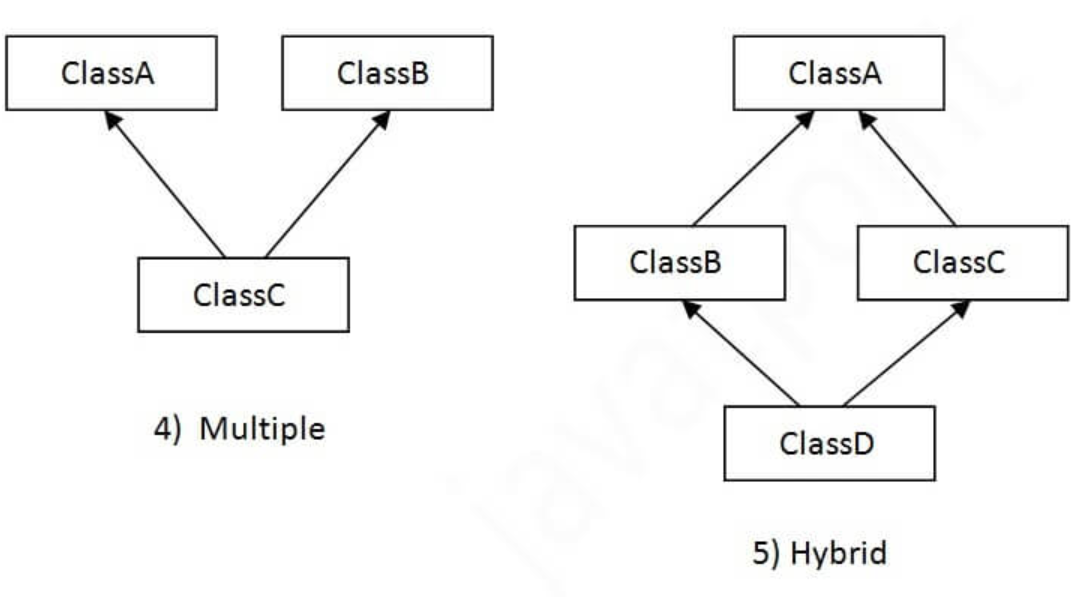 ClassA
ClassB
ClassC
4) Multiple
ClassA
ClassB
ClassC
ClassD
5) Hybrid